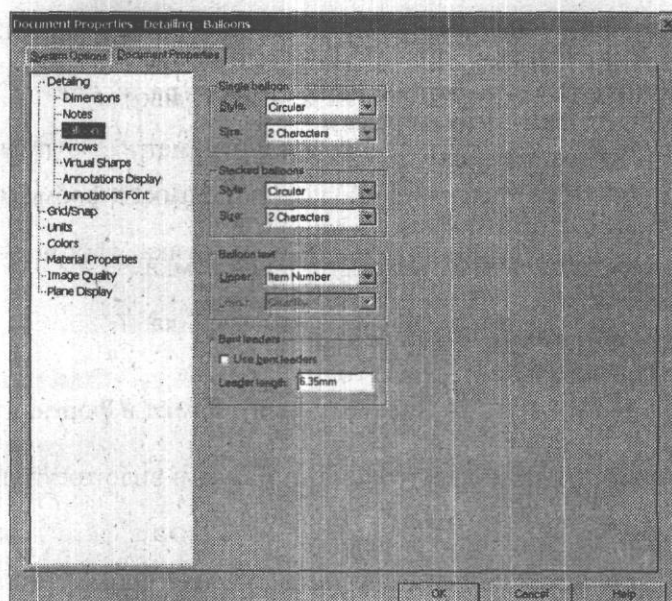 Document Properties - Detailing - Balloons
System Options
Document Properties
Detailing
Dimensions
Notes
Balloons
Arrows
Virtual Sharps
Annotations Display
Annotations Font
Grid/Snap
Units
Colors
Material Properties
Image Quality
Plane Display
Single balloon
Style: Circular
Size: 2 Characters
Stacked balloons
Style: Circular
Size: 2 Characters
Balloon text
Upper: Item Number
Lower: Quantity
Bent leaders
Use bent leaders
Leader length: 6.35mm
OK
Cancel
Help